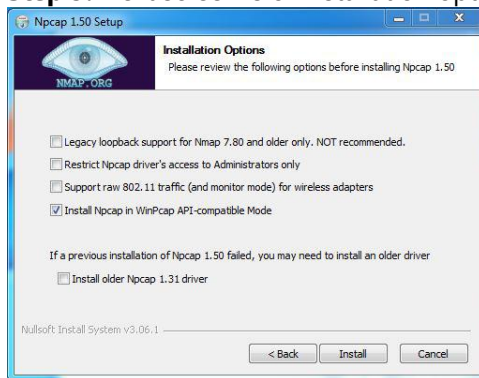 Npcap 1.50 Setup
Installation Options
Please review the following options before installing Npcap 1.50
NMAP.ORG
Legacy loopback support for Nmap 7.80 and older only. NOT recommended.
Restrict Npcap driver's access to Administrators only
Support raw 802.11 traffic (and monitor mode) for wireless adapters
Install Npcap in WinPcap API-compatible Mode
If a previous installation of Npcap 1.50 failed, you may need to install an older driver
Install older Npcap 1.31 driver
Nullsoft Install System v3.06.1
< Back Install Cancel